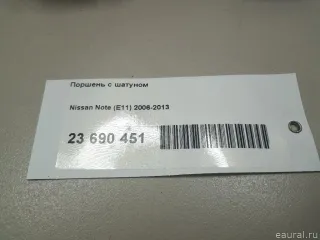 Поршень с шатуном
Nissan Note (E11) 2006-2013
23 690 451
eaural.ru